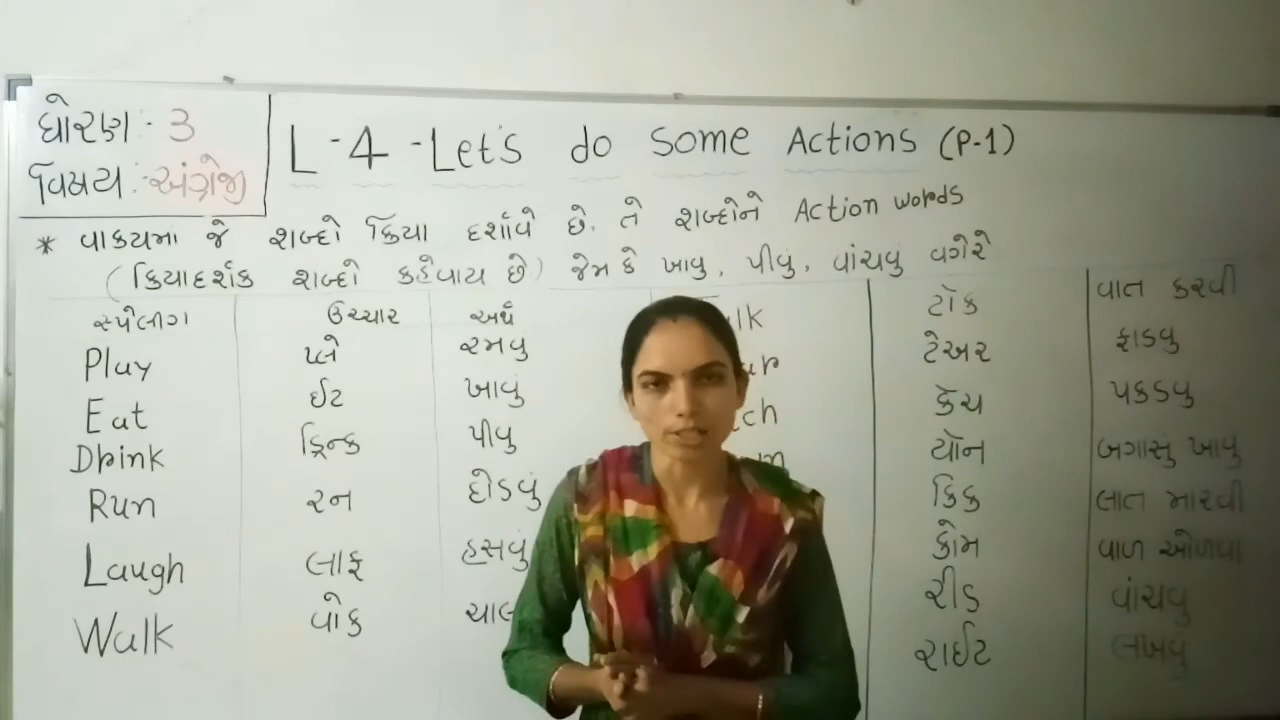 ધોરણ :- 3
વિષય :- અંગ્રેજી
L-4-Let's do some Actions (P-1)
* વાકયમાં જે શબ્દો ક્રિયા દર્શાવે છે. તે શબ્દોને Action words
(ક્રિયાદર્શક શબ્દો કહેવાય છે) જેમ કે ખાવુ, પીવુ, વાંચવુ વગેરે
સ્પેલીંગ ઉચ્ચાર અર્થ
Play પ્લે રમવુ
Eat ઈટ ખાવું
Drink ડ્રિન્ક પીવુ
Run રન દોડવું
Laugh લાફ હસવું
Walk વોક
ટૉક વાત કરવી
ટેઅર ફાડવુ
કેચ પકડવુ
યૉન બગાસુ ખાવુ
કિક લાત મારવી
કોમ વાળ ઓળવા
રીડ વાંચવુ
રાઈટ લખવુ